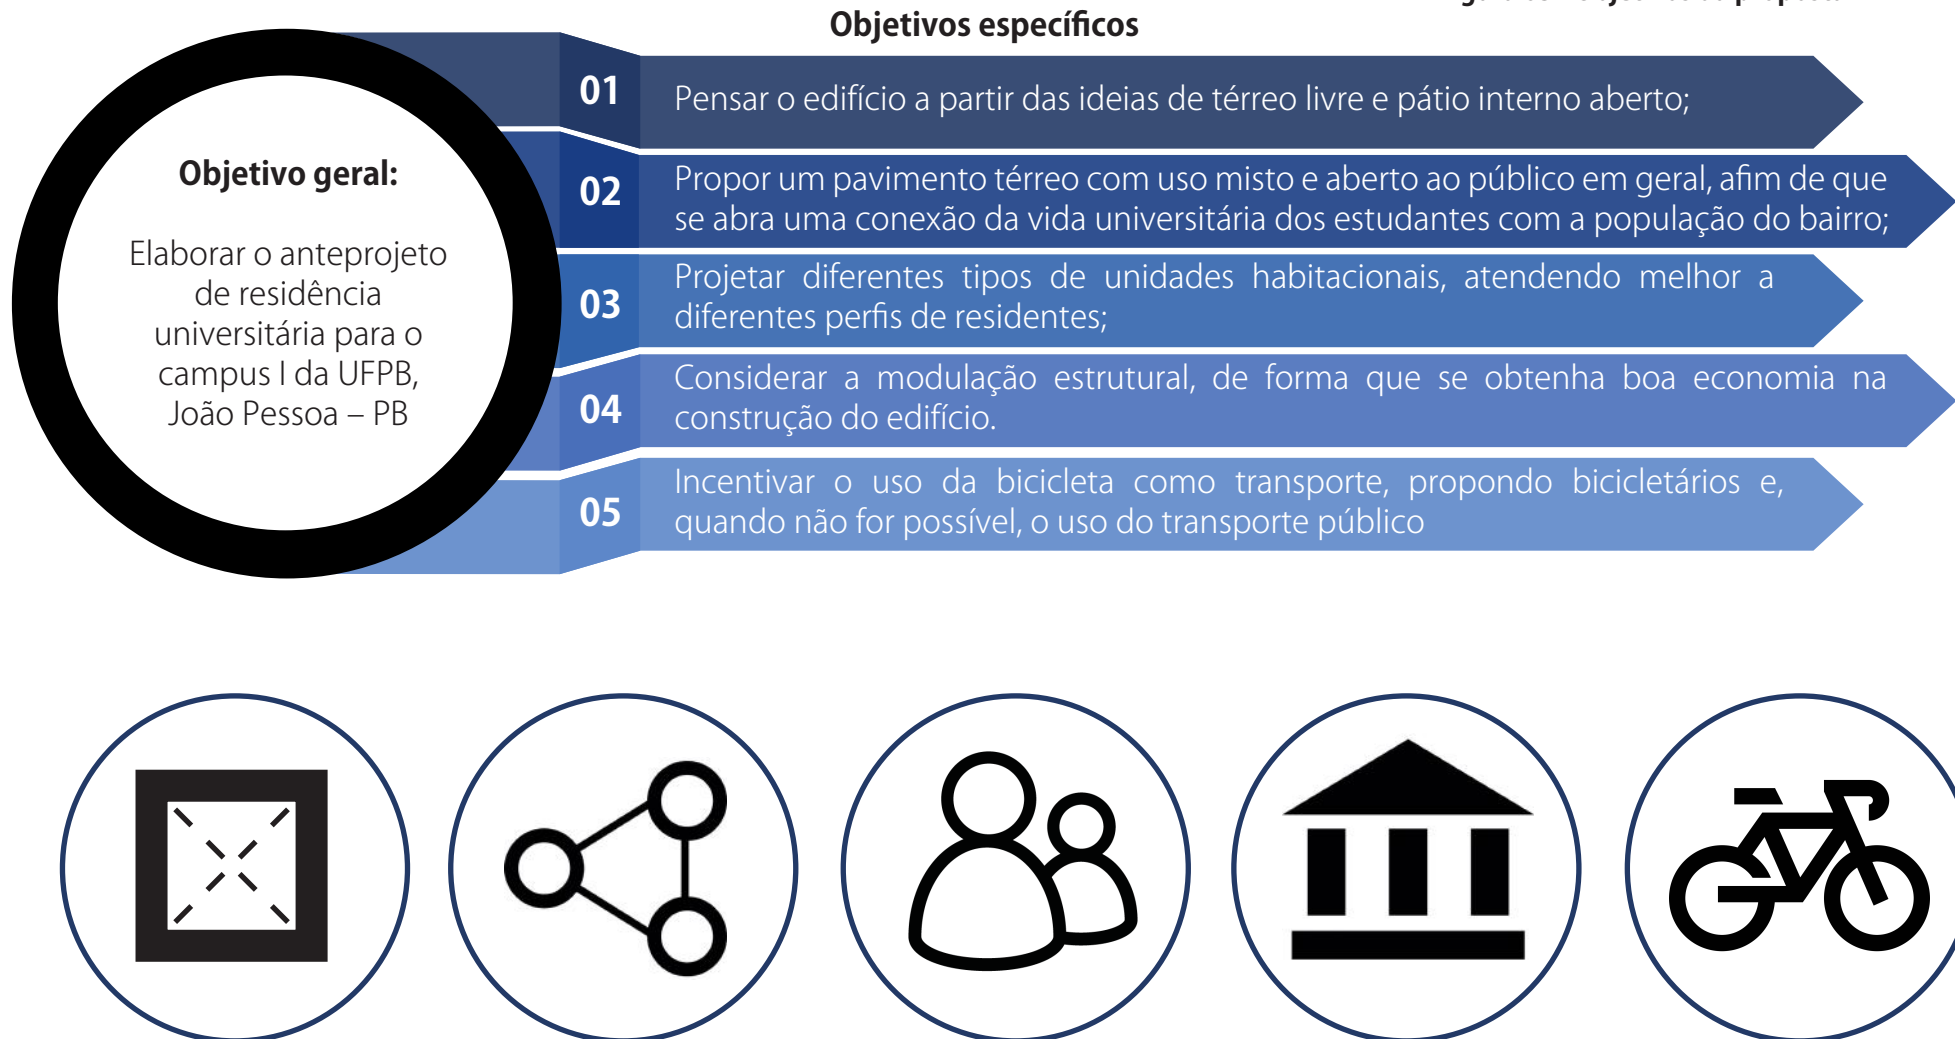 Objetivos específicos
Objetivo geral:
Elaborar o anteprojeto
de residência
universitária para o
campus I da UFPB,
João Pessoa – PB
01
Pensar o edifício a partir das ideias de térreo livre e pátio interno aberto;
02
Propor um pavimento térreo com uso misto e aberto ao público em geral, afim de que
se abra uma conexão da vida universitária dos estudantes com a população do bairro;
03
Projetar diferentes tipos de unidades habitacionais, atendendo melhor a
diferentes perfis de residentes;
04
Considerar a modulação estrutural, de forma que se obtenha boa economia na
construção do edifício.
05
Incentivar o uso da bicicleta como transporte, propondo bicicletários e,
quando não for possível, o uso do transporte público